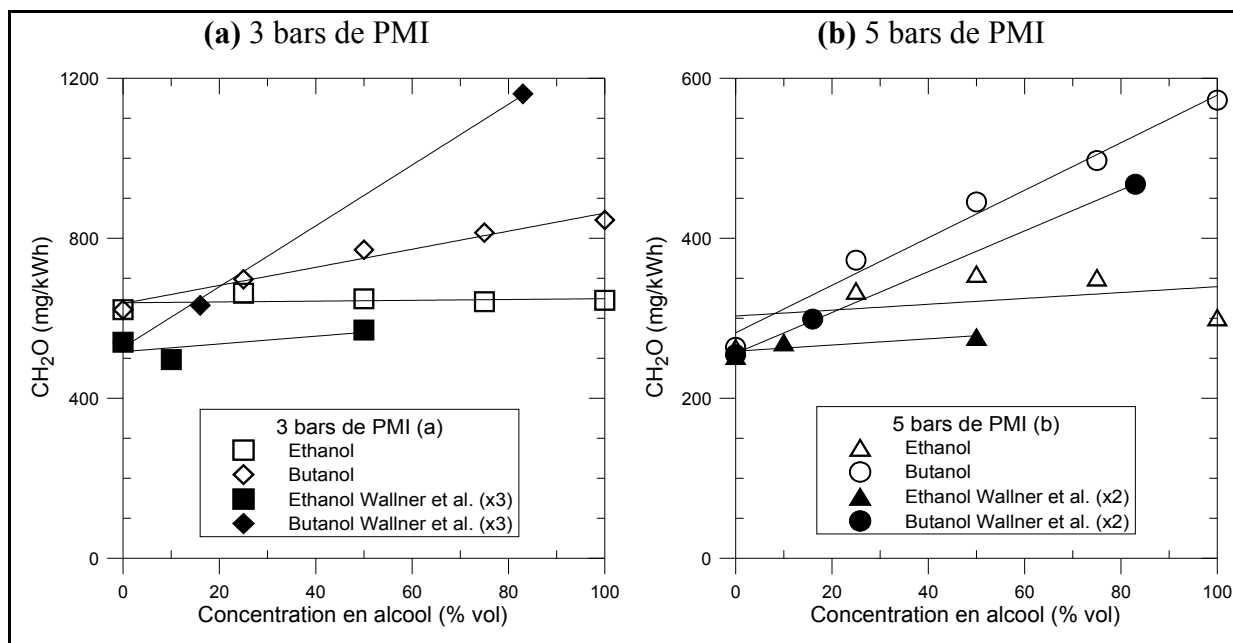 (a) 3 bars de PMI
1200
800
400
0
CH₂O (mg/kWh)
3 bars de PMI (a)
Ethanol
Butanol
Ethanol Wallner et al. (x3)
Butanol Wallner et al. (x3)
0 20 40 60 80 100
Concentration en alcool (% vol)
(b) 5 bars de PMI
600
400
200
0
CH₂O (mg/kWh)
5 bars de PMI (b)
Ethanol
Butanol
Ethanol Wallner et al. (x2)
Butanol Wallner et al. (x2)
0 20 40 60 80 100
Concentration en alcool (% vol)